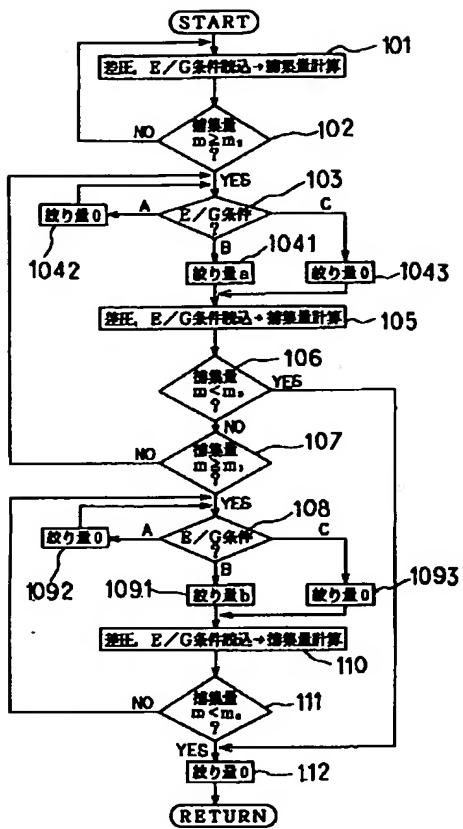 START
差圧,E/G条件読込→捕集量計算
101
捕集量
m≧m₂
?
102
NO
YES
E/G条件
?
103
A
B
C
絞り量0
1042
絞り量a
1041
絞り量0
1043
差圧,E/G条件読込→捕集量計算
105
捕集量
?
106
YES
NO
捕集量
?
107
NO
YES
E/G条件
?
108
A
B
C
絞り量0
1092
絞り量b
1091
絞り量0
1093
差圧,E/G条件読込→捕集量計算
110
捕集量
?
111
NO
YES
絞り量0
112
RETURN